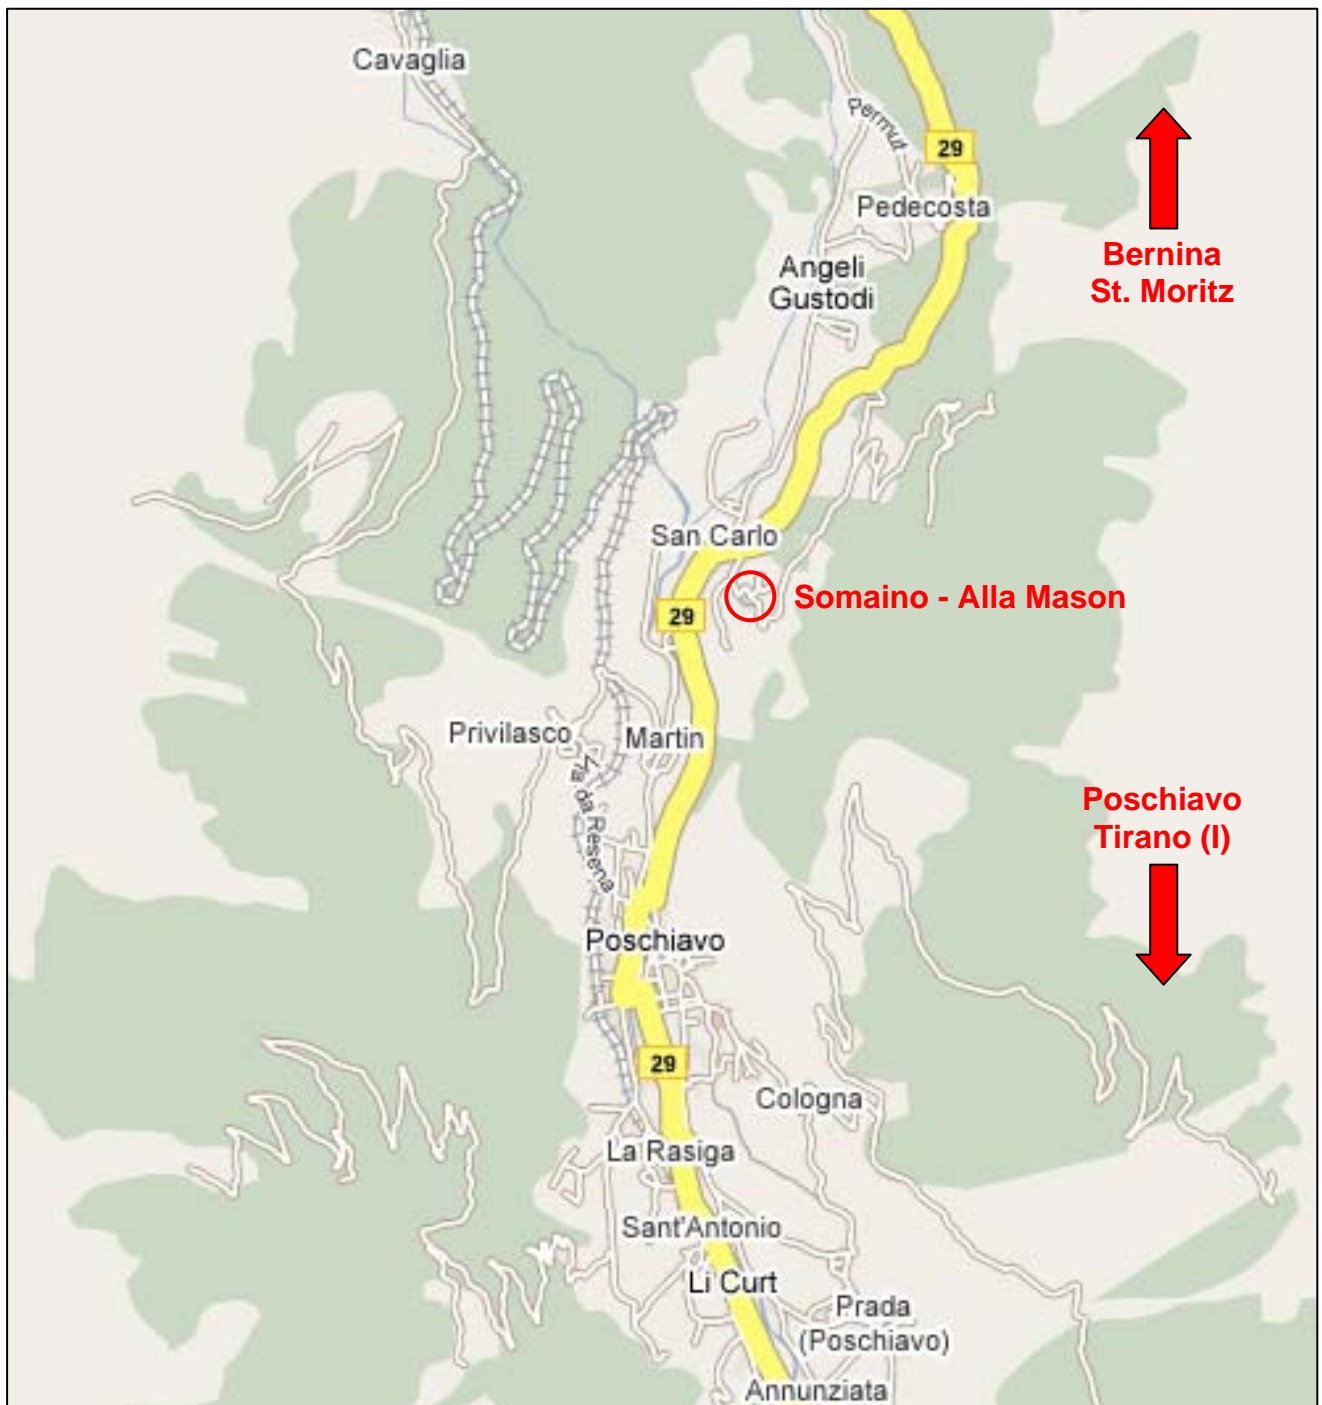 Cavaglia
Permut
29
Pedecosta
Bernina
St. Moritz
Angeli
Gustodi
San Carlo
Somaino - Alla Mason
29
Privilasco
Martin
Via da Resena
Poschiavo
Tirano (I)
Poschiavo
29
Cologna
La Rasiga
Sant'Antonio
Li Curt
Prada
(Poschiavo)
Annunziata